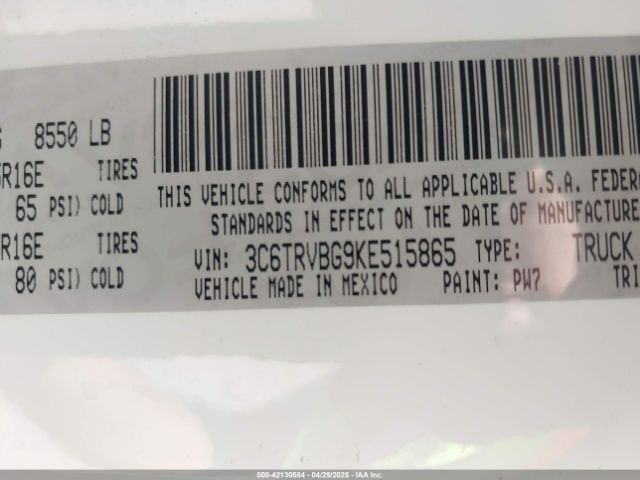 8550 LB
R16E TIRES
65 PSI) COLD
R16E TIRES
80 PSI) COLD
THIS VEHICLE CONFORMS TO ALL APPLICABLE U.S.A. FEDERA
STANDARDS IN EFFECT ON THE DATE OF MANUFACTURE
VIN: 3C6TRVBG9KE515865 TYPE: TRUCK
VEHICLE MADE IN MEXICO PAINT: PW7 TRI
000-42130584 - 04/29/2025 - IAA Inc.